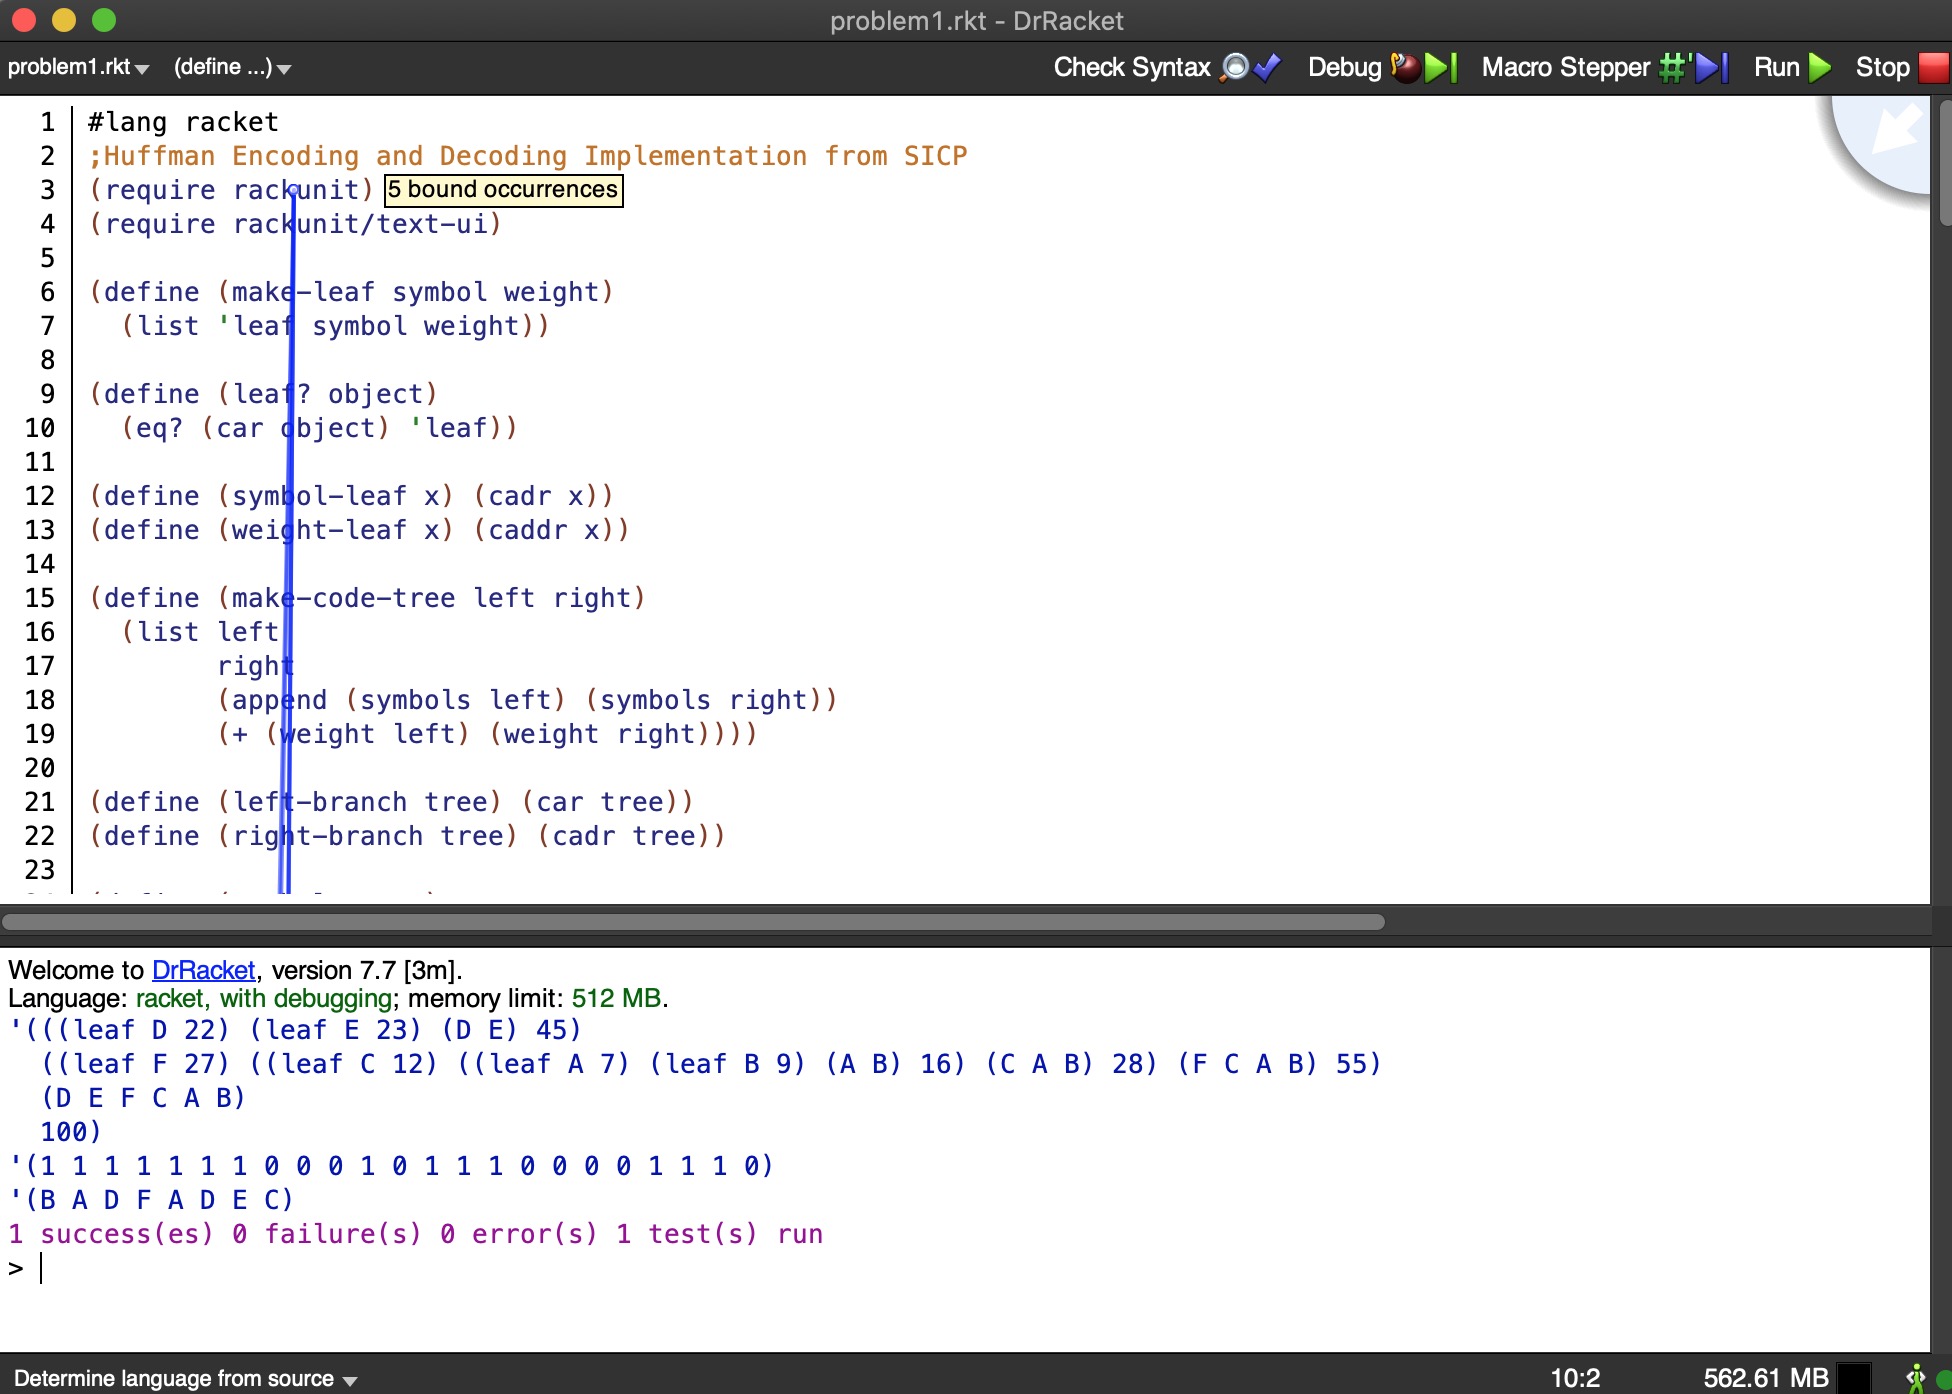 problem1.rkt - DrRacket
problem1.rkt (define ...) Check Syntax Debug Macro Stepper Run Stop
1 #lang racket
2 ;Huffman Encoding and Decoding Implementation from SICP
3 (require rackunit) 5 bound occurrences
4 (require rackunit/text-ui)
5
6 (define (make-leaf symbol weight)
7 (list 'leaf symbol weight))
8
9 (define (leaf? object)
10 (eq? (car object) 'leaf))
11
12 (define (symbol-leaf x) (cadr x))
13 (define (weight-leaf x) (caddr x))
14
15 (define (make-code-tree left right)
16 (list left
17 right
18 (append (symbols left) (symbols right))
19 (+ (weight left) (weight right))))
20
21 (define (left-branch tree) (car tree))
22 (define (right-branch tree) (cadr tree))
23
Welcome to DrRacket, version 7.7 [3m].
Language: racket, with debugging; memory limit: 512 MB.
'(((leaf D 22) (leaf E 23) (D E) 45)
((leaf F 27) ((leaf C 12) ((leaf A 7) (leaf B 9) (A B) 16) (C A B) 28) (F C A B) 55)
(D E F C A B)
100)
'(1 1 1 1 1 1 1 0 0 0 1 0 1 1 1 0 0 0 0 1 1 1 0)
'(B A D F A D E C)
1 success(es) 0 failure(s) 0 error(s) 1 test(s) run
>
Determine language from source 10:2 562.61 MB